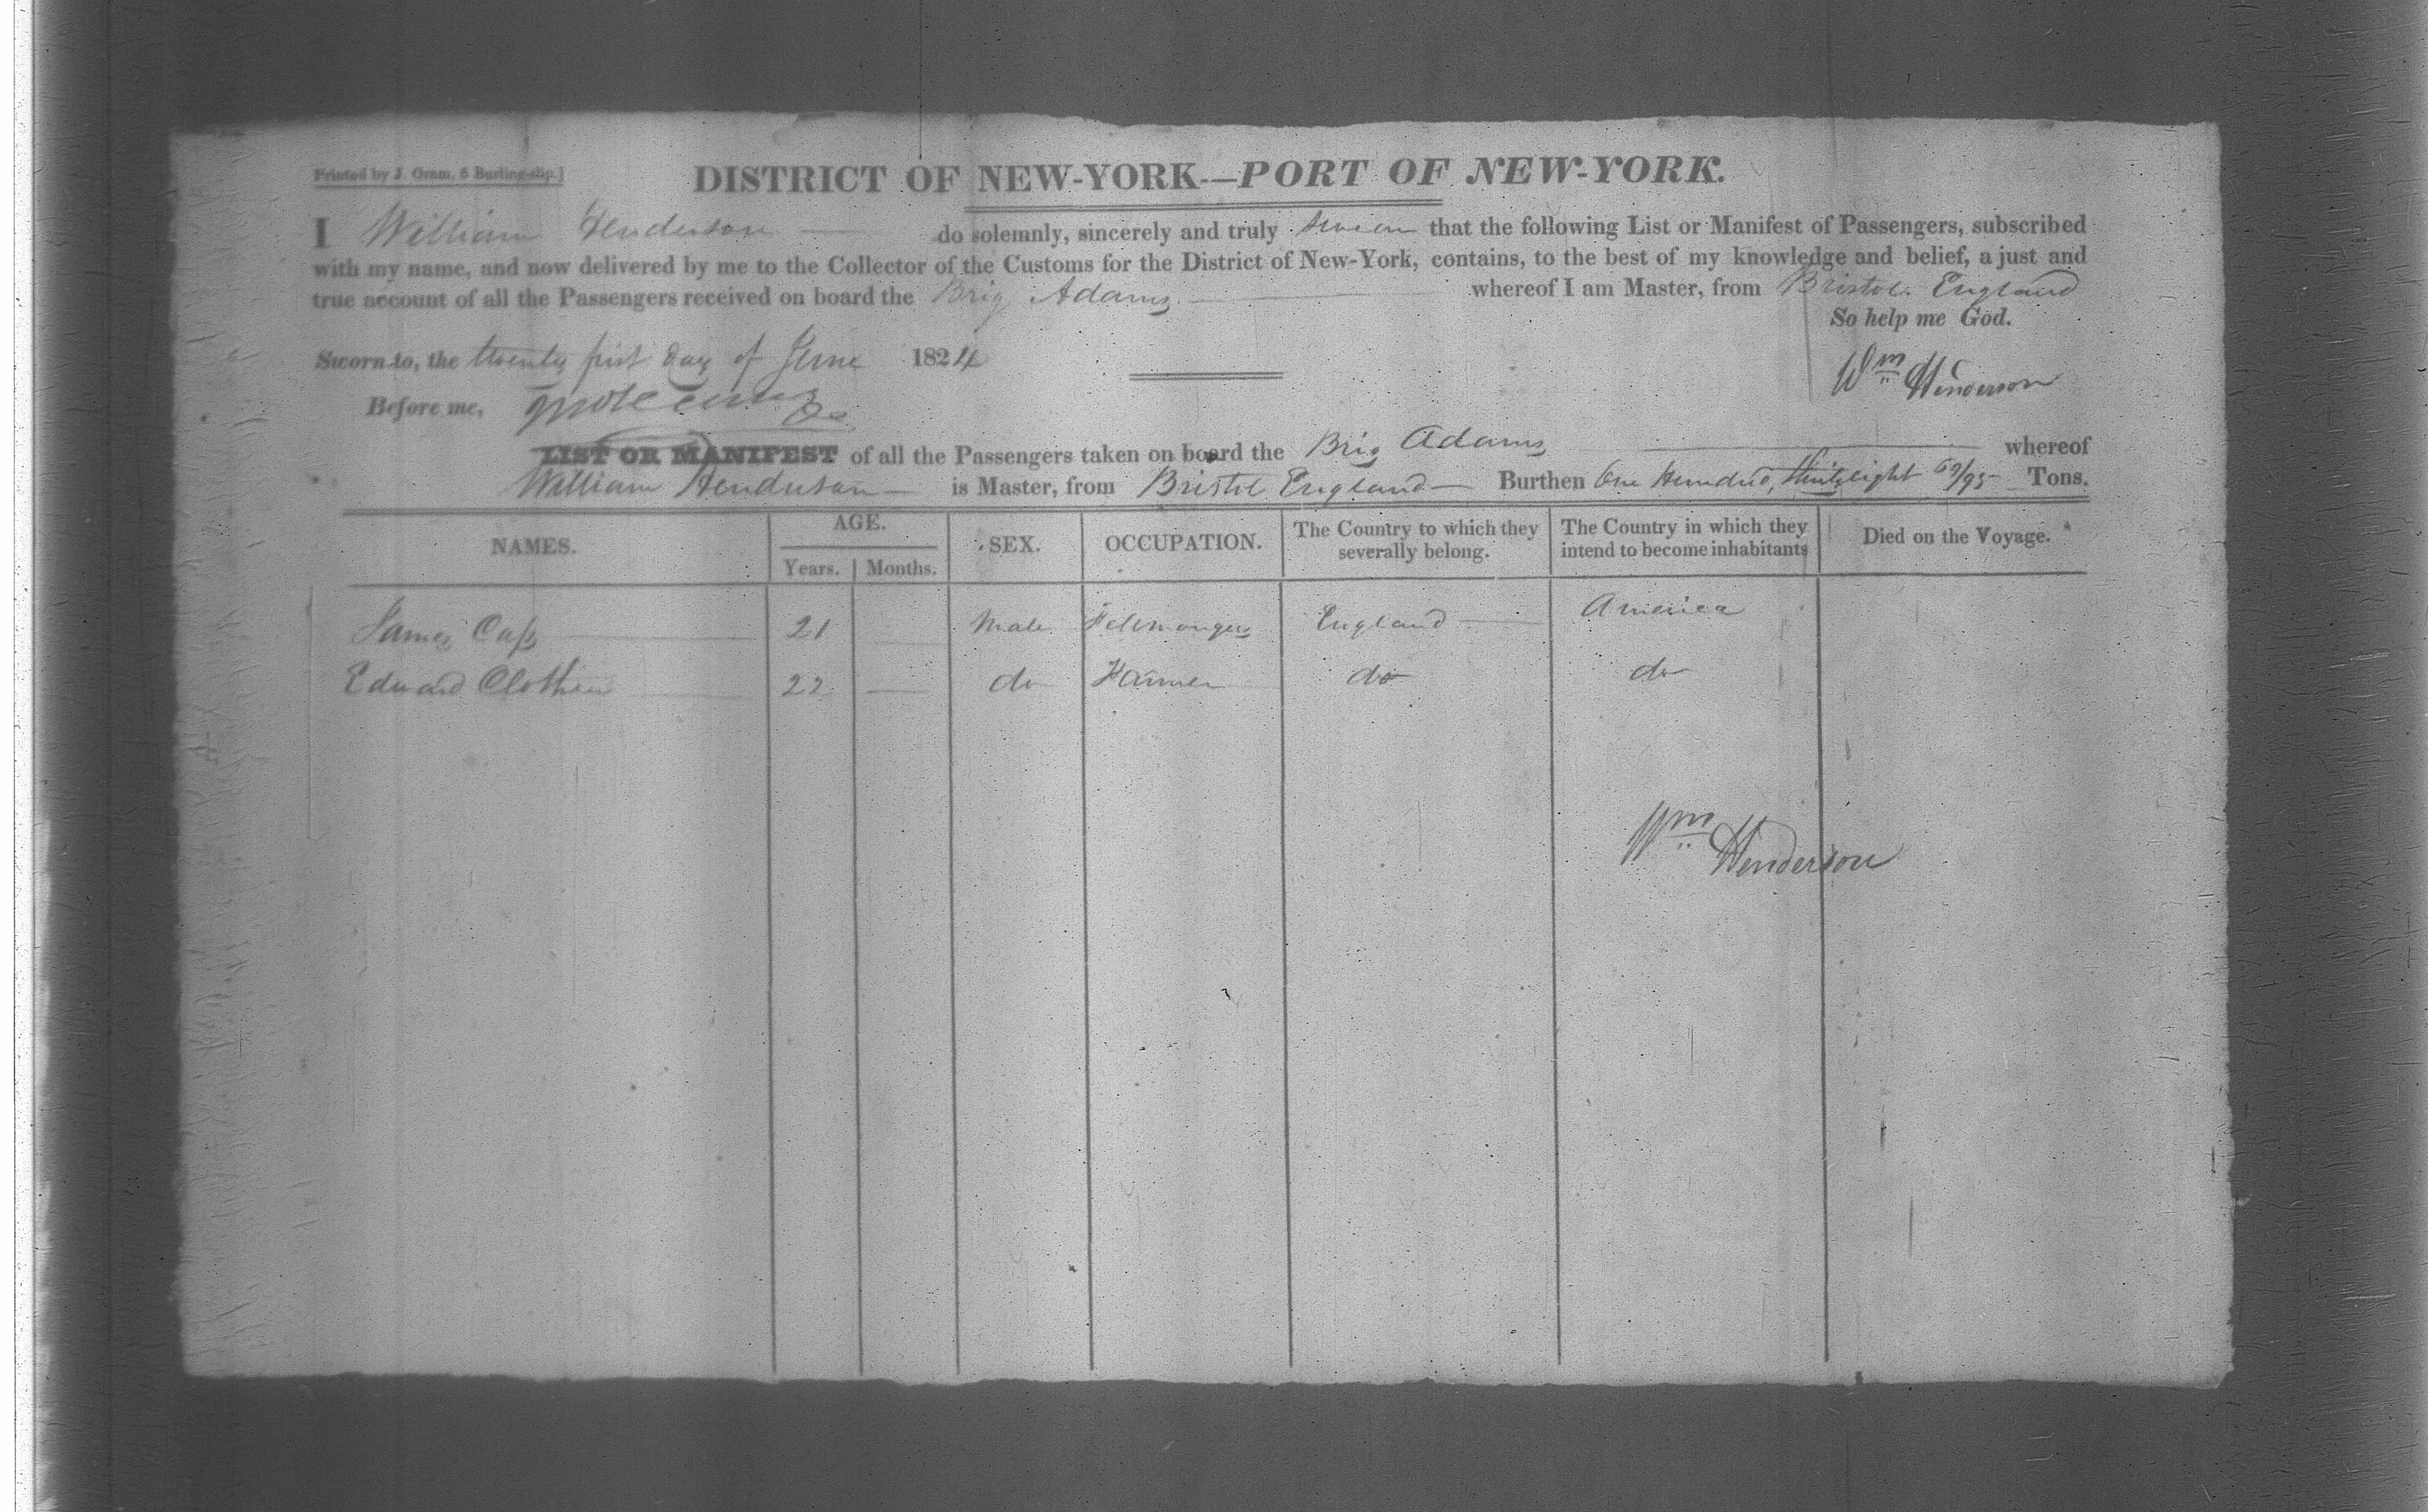 Printed by J. Oram, 5 Burling-slip.]
DISTRICT OF NEW-YORK—PORT OF NEW-YORK.
I William Henderson do solemnly, sincerely and truly swear that the following List or Manifest of Passengers, subscribed
with my name, and now delivered by me to the Collector of the Customs for the District of New-York, contains, to the best of my knowledge and belief, a just and
true account of all the Passengers received on board the Brig Adams whereof I am Master, from Bristol England
So help me God.
Sworn to, the twenty first day of June 1824
Wm Henderson
Before me,
LIST OR MANIFEST of all the Passengers taken on board the Brig Adams whereof
William Henderson is Master, from Bristol England Burthen One Hundred, Thirty eight 69/95 Tons.
NAMES. AGE. Years. Months. SEX. OCCUPATION. The Country to which they severally belong. The Country in which they intend to become inhabitants Died on the Voyage.
James Cass 21 Male Felmonger England America
Edward Clothier 22 do Farmer do do
Wm Henderson